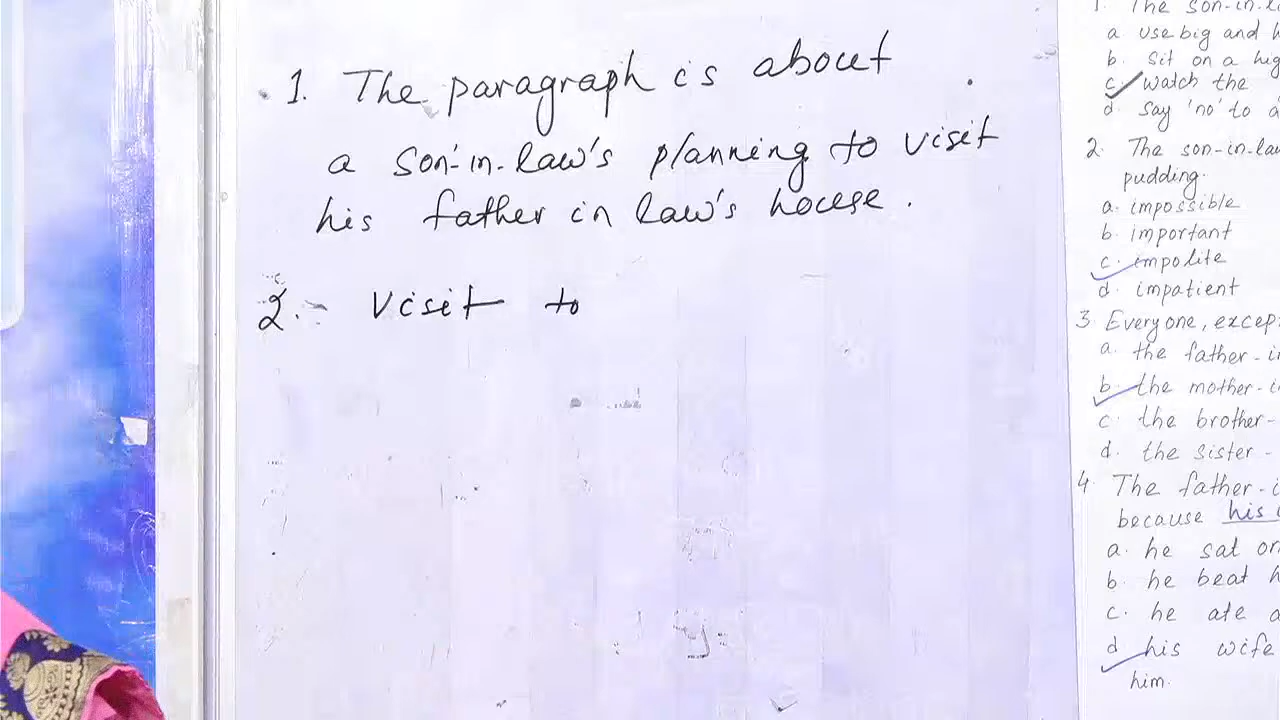 1. The paragraph is about
a son-in-law's planning to visit
his father in law's house.
2. Visit to
1. The son-in-
a. use big and
b. sit on a
c. watch the
d. say 'no' to
2. The son-in-law
pudding.
a. impossible
b. important
c. impolite
d. impatient
3. Everyone,
a. the father-
b. the mother-
c. the brother-
d. the sister-
4. The father-
because his
a. he sat
b. he beat
c. he ate
d. his wife
him.